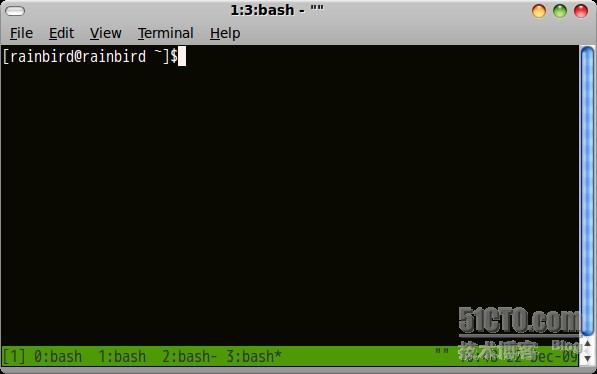 1:3:bash - ""
File Edit View Terminal Help
[rainbird@rainbird ~]$
51CTO.com
技术博客 Blog
[1] 0:bash 1:bash 2:bash- 3:bash* "" 22-Dec-09